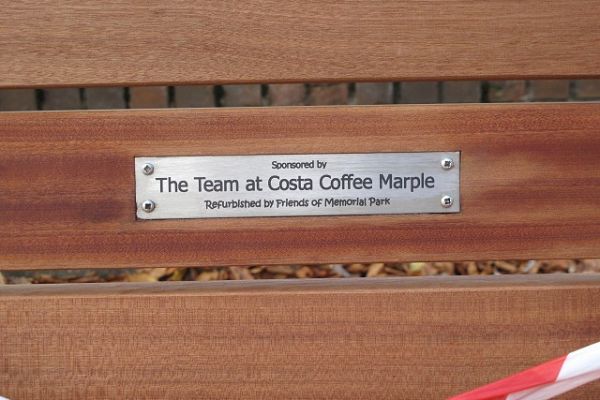 Sponsored by
The Team at Costa Coffee Marple
Refurbished by Friends of Memorial Park